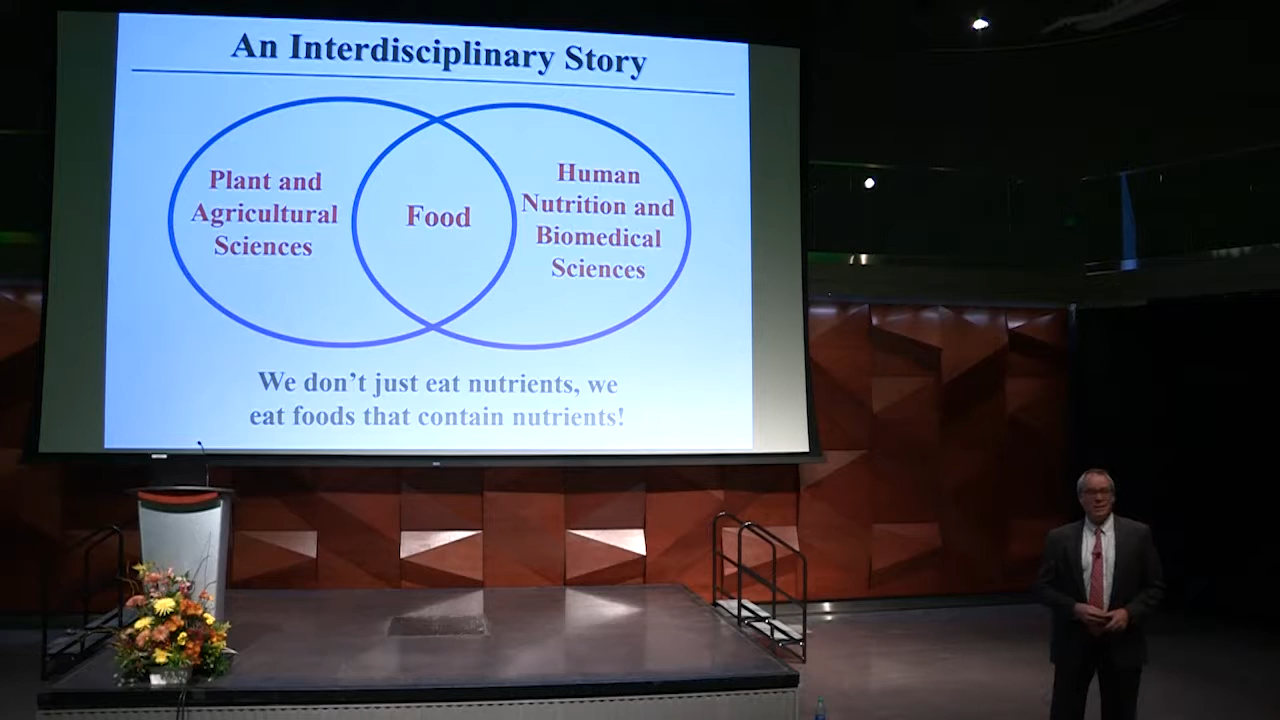 An Interdisciplinary Story
Plant and
Agricultural
Sciences
Food
Human
Nutrition and
Biomedical
Sciences
We don't just eat nutrients, we
eat foods that contain nutrients!